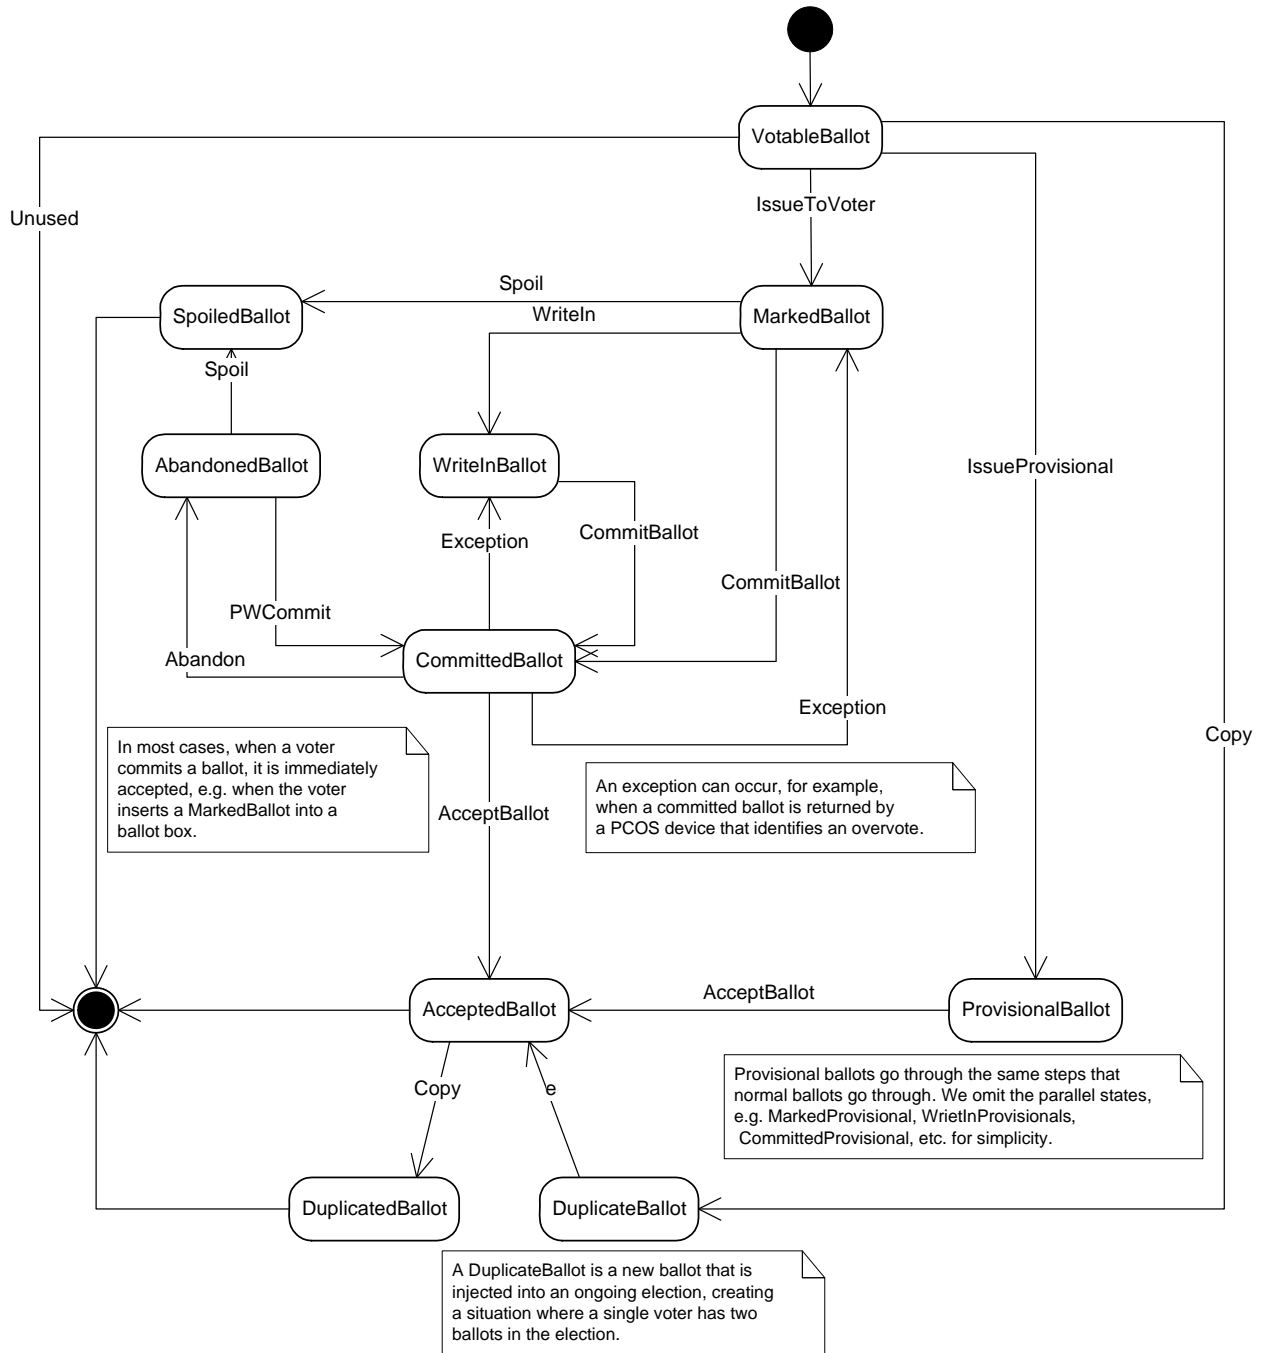 VotableBallot
IssueToVoter
Unused
Spoil
SpoiledBallot
WriteIn
MarkedBallot
Spoil
AbandonedBallot
WriteInBallot
IssueProvisional
Exception
CommitBallot
CommitBallot
PWCommit
Abandon
CommittedBallot
Exception
Copy
In most cases, when a voter
commits a ballot, it is immediately
accepted, e.g. when the voter
inserts a MarkedBallot into a
ballot box.
An exception can occur, for example,
when a committed ballot is returned by
a PCOS device that identifies an overvote.
AcceptBallot
AcceptedBallot
AcceptBallot
ProvisionalBallot
Copy
e
Provisional ballots go through the same steps that
normal ballots go through. We omit the parallel states,
e.g. MarkedProvisional, WrietInProvisionals,
CommittedProvisional, etc. for simplicity.
DuplicatedBallot
DuplicateBallot
A DuplicateBallot is a new ballot that is
injected into an ongoing election, creating
a situation where a single voter has two
ballots in the election.